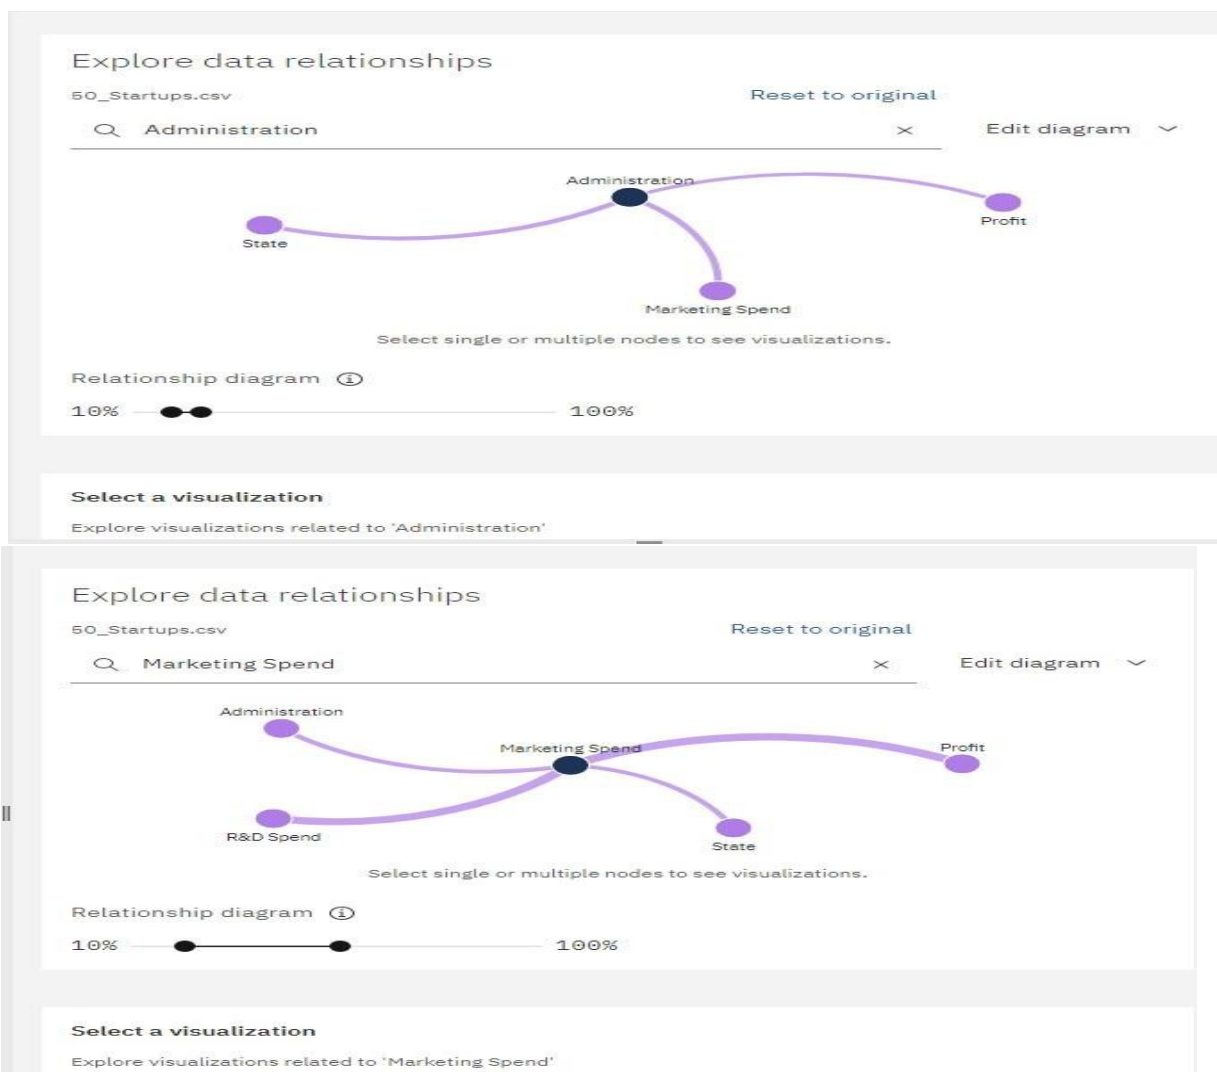 Explore data relationships
50_Startups.csv
Reset to original
Administration
Edit diagram
Administration
Profit
State
Marketing Spend
Select single or multiple nodes to see visualizations.
Relationship diagram
10% 100%
Select a visualization
Explore visualizations related to 'Administration'
Explore data relationships
50_Startups.csv
Reset to original
Marketing Spend
Edit diagram
Administration
Marketing Spend
Profit
R&D Spend
State
Select single or multiple nodes to see visualizations.
Relationship diagram
10% 100%
Select a visualization
Explore visualizations related to 'Marketing Spend'